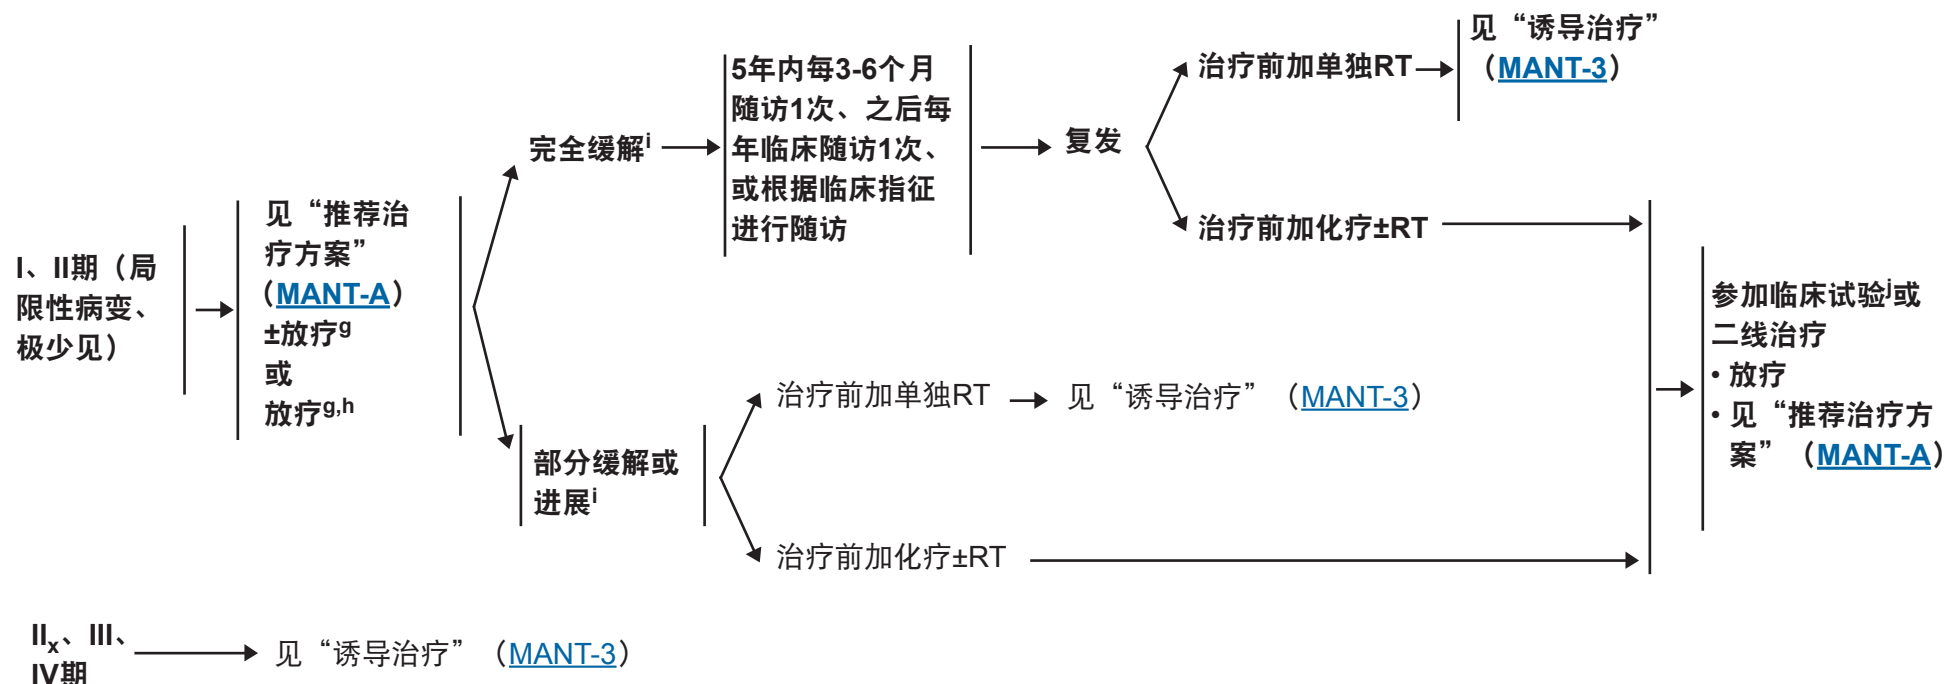 I、II期（局
限性病变、
极少见）
见“推荐治
疗方案”
（MANT-A）
±放疗g
或
放疗g,h
完全缓解i
5年内每3-6个月
随访1次、之后每
年临床随访1次、
或根据临床指征
进行随访
复发
治疗前加单独RT
见“诱导治疗”
（MANT-3）
治疗前加化疗±RT
部分缓解或
进展i
治疗前加单独RT
见“诱导治疗”（MANT-3）
治疗前加化疗±RT
参加临床试验j或
二线治疗
• 放疗
• 见“推荐治疗方
案”（MANT-A）
IIx、III、
IV期
见“诱导治疗”（MANT-3）